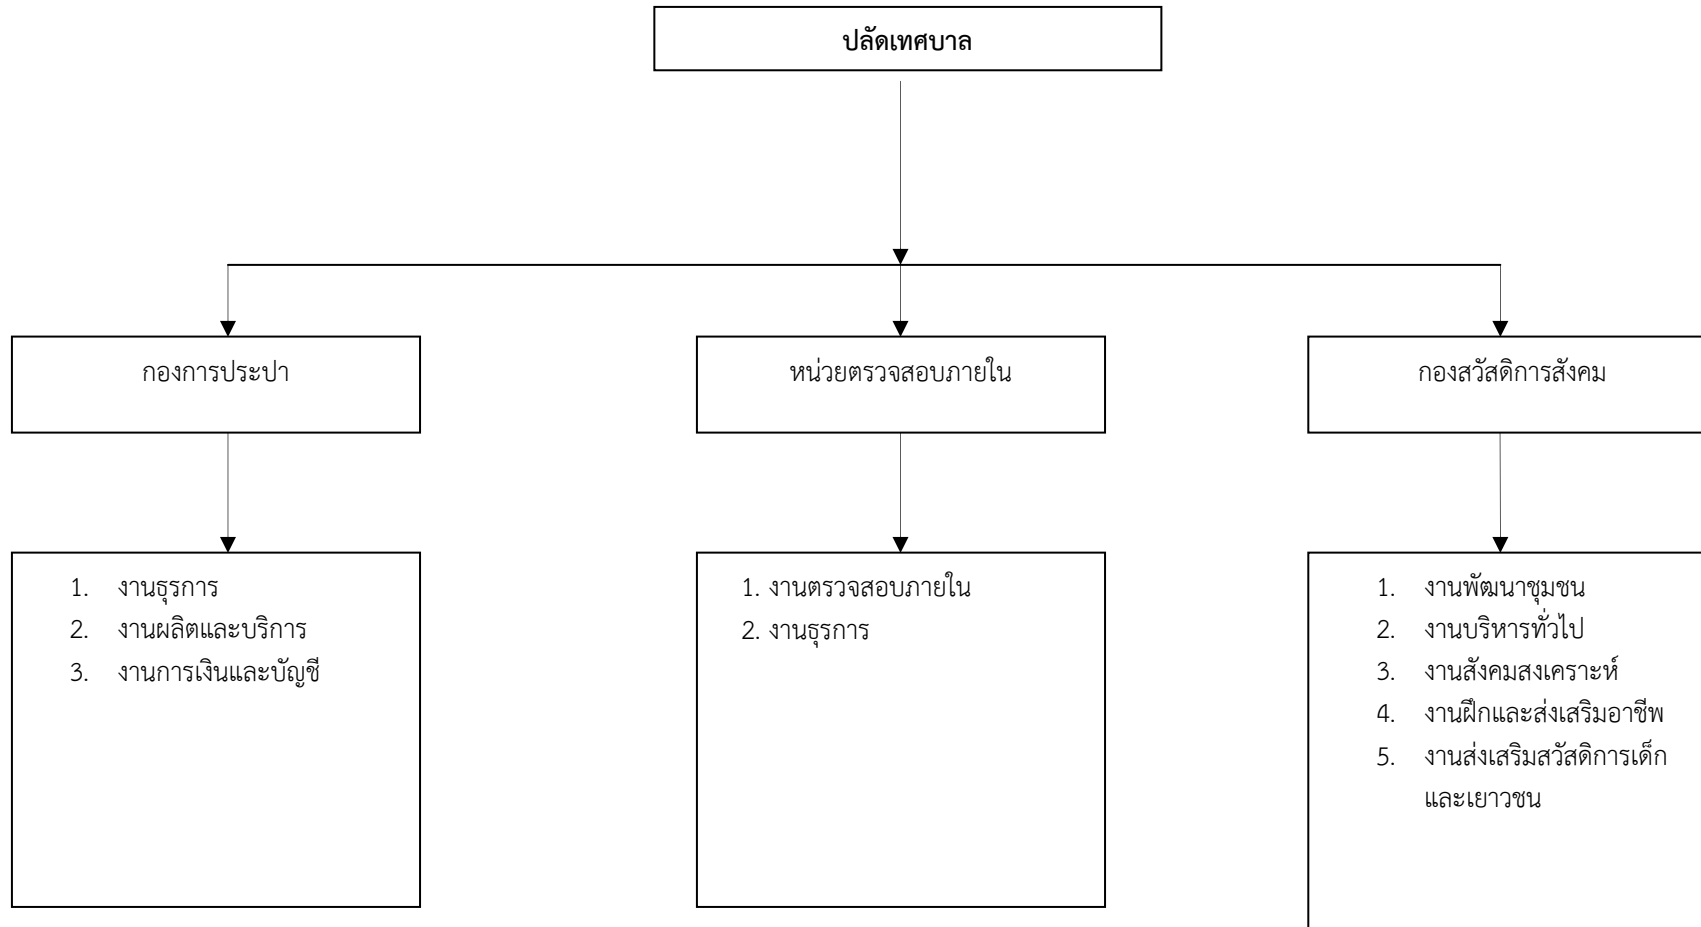 ปลัดเทศบาล
กองการประปา
หน่วยตรวจสอบภายใน
กองสวัสดิการสังคม
1. งานธุรการ
2. งานผลิตและบริการ
3. งานการเงินและบัญชี
1. งานตรวจสอบภายใน
2. งานธุรการ
1. งานพัฒนาชุมชน
2. งานบริหารทั่วไป
3. งานสังคมสงเคราะห์
4. งานฝึกและส่งเสริมอาชีพ
5. งานส่งเสริมสวัสดิการเด็ก
และเยาวชน